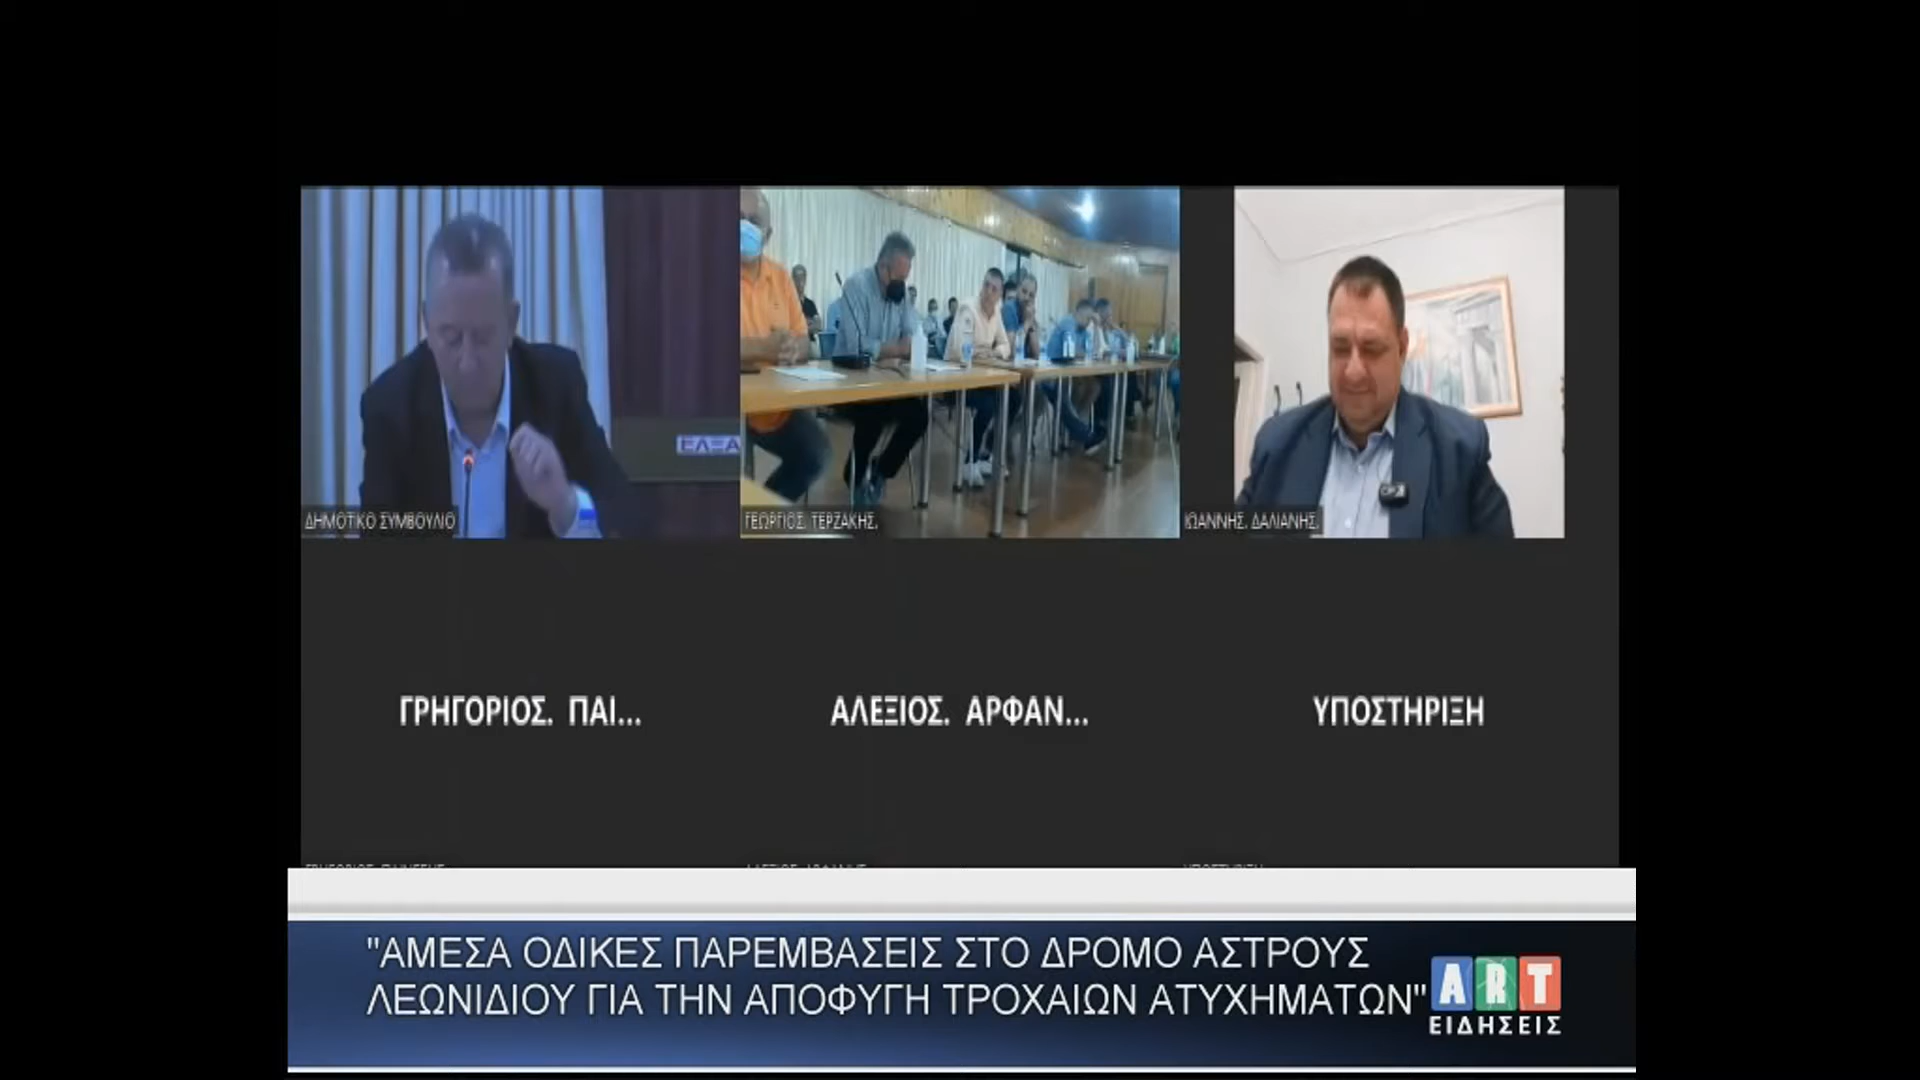 ΕΛΞΑ
ΔΗΜΟΤΙΚΟ ΣΥΜΒΟΥΛΙΟ
ΓΕΩΡΓΙΟΣ. ΤΕΡΖΑΚΗΣ.
ΙΩΑΝΝΗΣ. ΔΑΛΙΑΝΗΣ.
ΓΡΗΓΟΡΙΟΣ. ΠΑΙ...
ΑΛΕΞΙΟΣ. ΑΡΦΑΝ...
ΥΠΟΣΤΗΡΙΞΗ
"ΑΜΕΣΑ ΟΔΙΚΕΣ ΠΑΡΕΜΒΑΣΕΙΣ ΣΤΟ ΔΡΟΜΟ ΑΣΤΡΟΥΣ
ΛΕΩΝΙΔΙΟΥ ΓΙΑ ΤΗΝ ΑΠΟΦΥΓΗ ΤΡΟΧΑΙΩΝ ΑΤΥΧΗΜΑΤΩΝ"
ART
ΕΙΔΗΣΕΙΣ